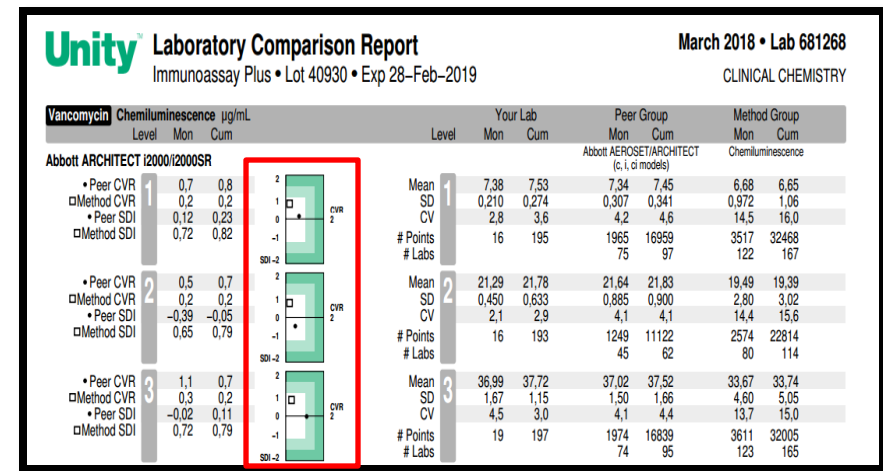 Unity™ Laboratory Comparison Report March 2018 • Lab 681268
Immunoassay Plus • Lot 40930 • Exp 28–Feb–2019 CLINICAL CHEMISTRY
Vancomycin Chemiluminescence µg/mL Your Lab Peer Group Method Group
Level Mon Cum Level Mon Cum Mon Cum Mon Cum
Abbott AEROSET/ARCHITECT Chemiluminescence
Abbott ARCHITECT i2000/i2000SR (c, i, ci models)
• Peer CVR 1 0,7 0,8 2 Mean 1 7,38 7,53 7,34 7,45 6,68 6,65
□Method CVR 0,2 0,2 1 CVR SD 0,210 0,274 0,307 0,341 0,972 1,06
• Peer SDI 0,12 0,23 0 2 CV 2,8 3,6 4,2 4,6 14,5 16,0
□Method SDI 0,72 0,82 –1 # Points 16 195 1965 16959 3517 32468
SDI –2 # Labs 75 97 122 167
• Peer CVR 2 0,5 0,7 2 Mean 2 21,29 21,78 21,64 21,83 19,49 19,39
□Method CVR 0,2 0,2 1 CVR SD 0,450 0,633 0,885 0,900 2,80 3,02
• Peer SDI –0,39 –0,05 0 2 CV 2,1 2,9 4,1 4,1 14,4 15,6
□Method SDI 0,65 0,79 –1 # Points 16 193 1249 11122 2574 22814
SDI –2 # Labs 45 62 80 114
• Peer CVR 3 1,1 0,7 2 Mean 3 36,99 37,72 37,02 37,52 33,67 33,74
□Method CVR 0,3 0,2 1 CVR SD 1,67 1,15 1,50 1,66 4,60 5,05
• Peer SDI –0,02 0,11 0 2 CV 4,5 3,0 4,1 4,4 13,7 15,0
□Method SDI 0,72 0,79 –1 # Points 19 197 1974 16839 3611 32005
SDI –2 # Labs 74 95 123 165